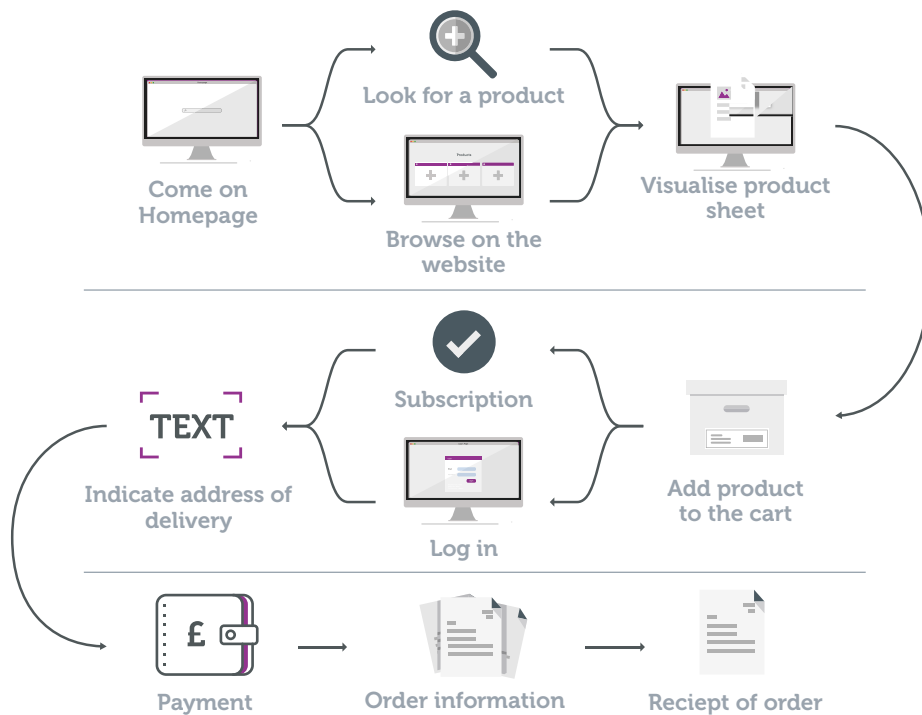 Look for a product
Come on
Homepage
Products
Browse on the
website
Visualise product
sheet
Subscription
TEXT
Indicate address of
delivery
Log in
Add product
to the cart
£
Payment
Order information
Reciept of order